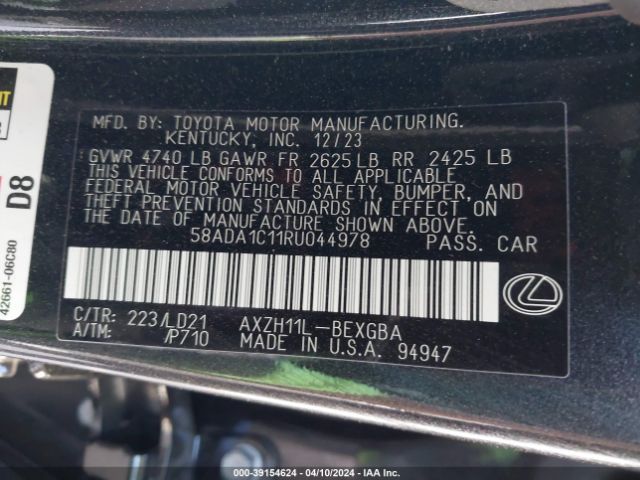 MFD. BY: TOYOTA MOTOR MANUFACTURING.
KENTUCKY, INC. 12/23
GVWR 4740 LB GAWR FR 2625 LB RR 2425 LB
THIS VEHICLE CONFORMS TO ALL APPLICABLE
FEDERAL MOTOR VEHICLE SAFETY, BUMPER, AND
THEFT PREVENTION STANDARDS IN EFFECT ON
THE DATE OF MANUFACTURE SHOWN ABOVE.
58ADA1C11RU044978 PASS. CAR
C/TR: 223/LD21 AXZH11L-BEXGBA
A/TM: /P710 MADE IN U.S.A. 94947
D8
42661-06C80
000-39154624 - 04/10/2024 - IAA Inc.